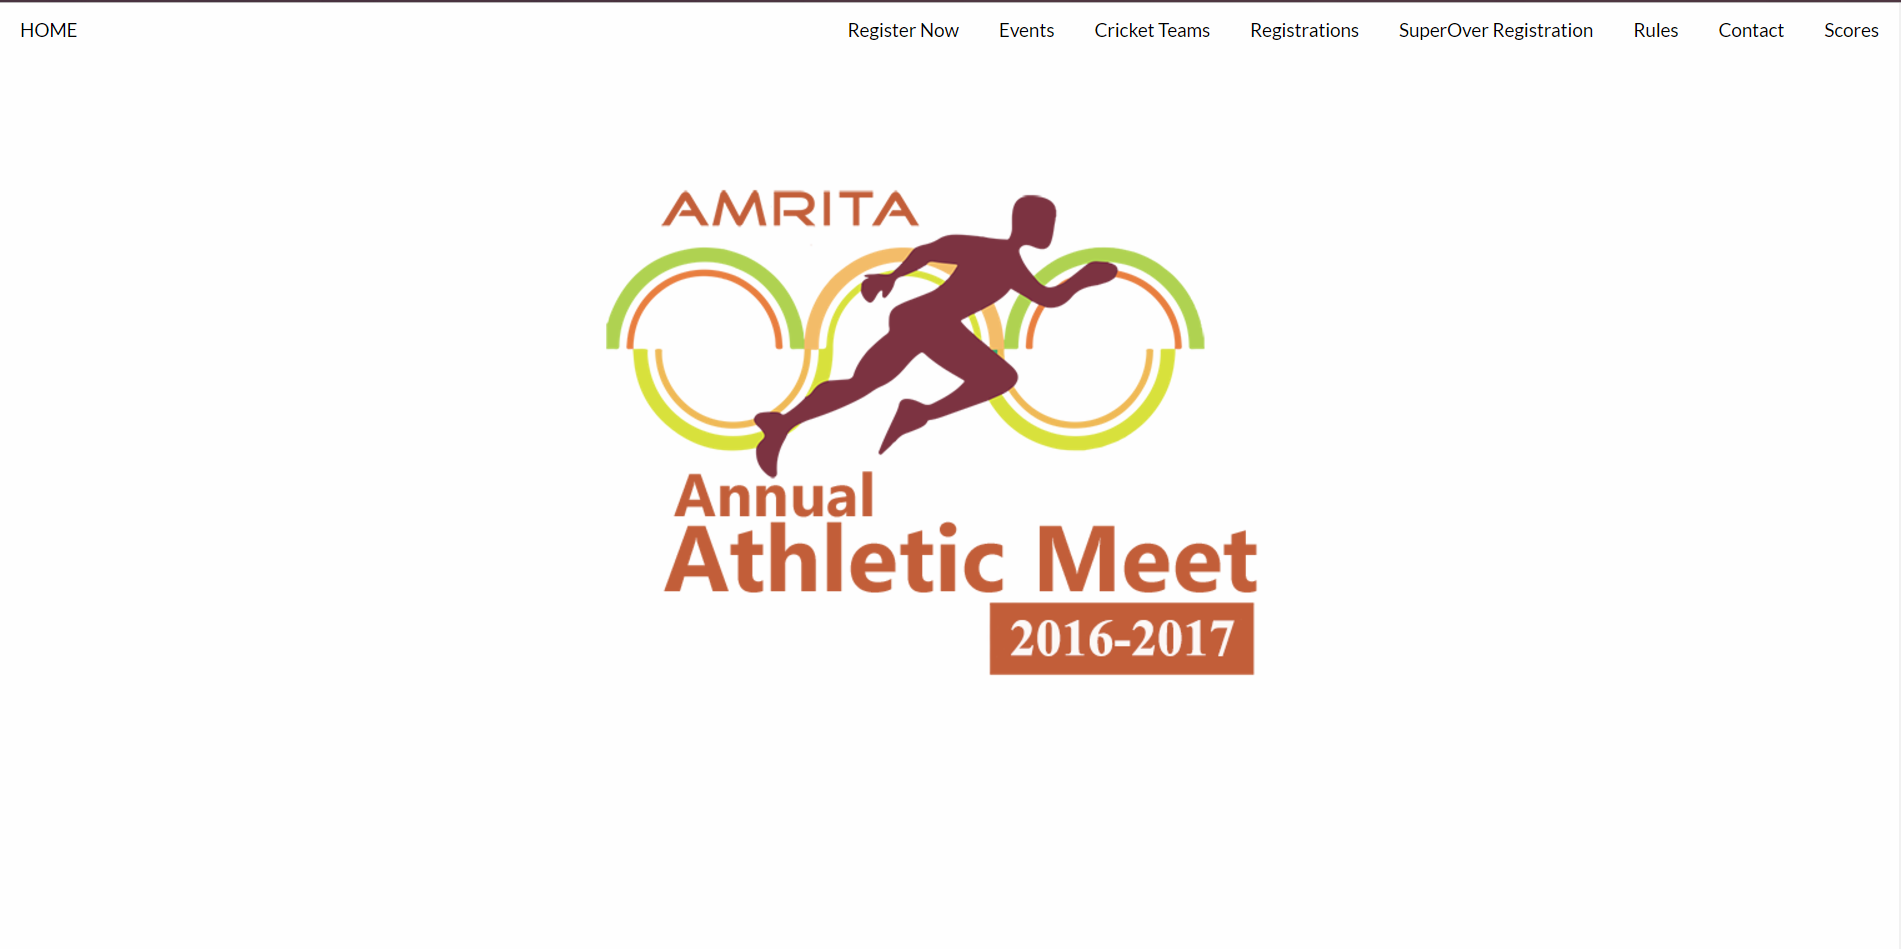 HOME Register Now Events Cricket Teams Registrations SuperOver Registration Rules Contact Scores
AMRITA
Annual
Athletic Meet
2016-2017